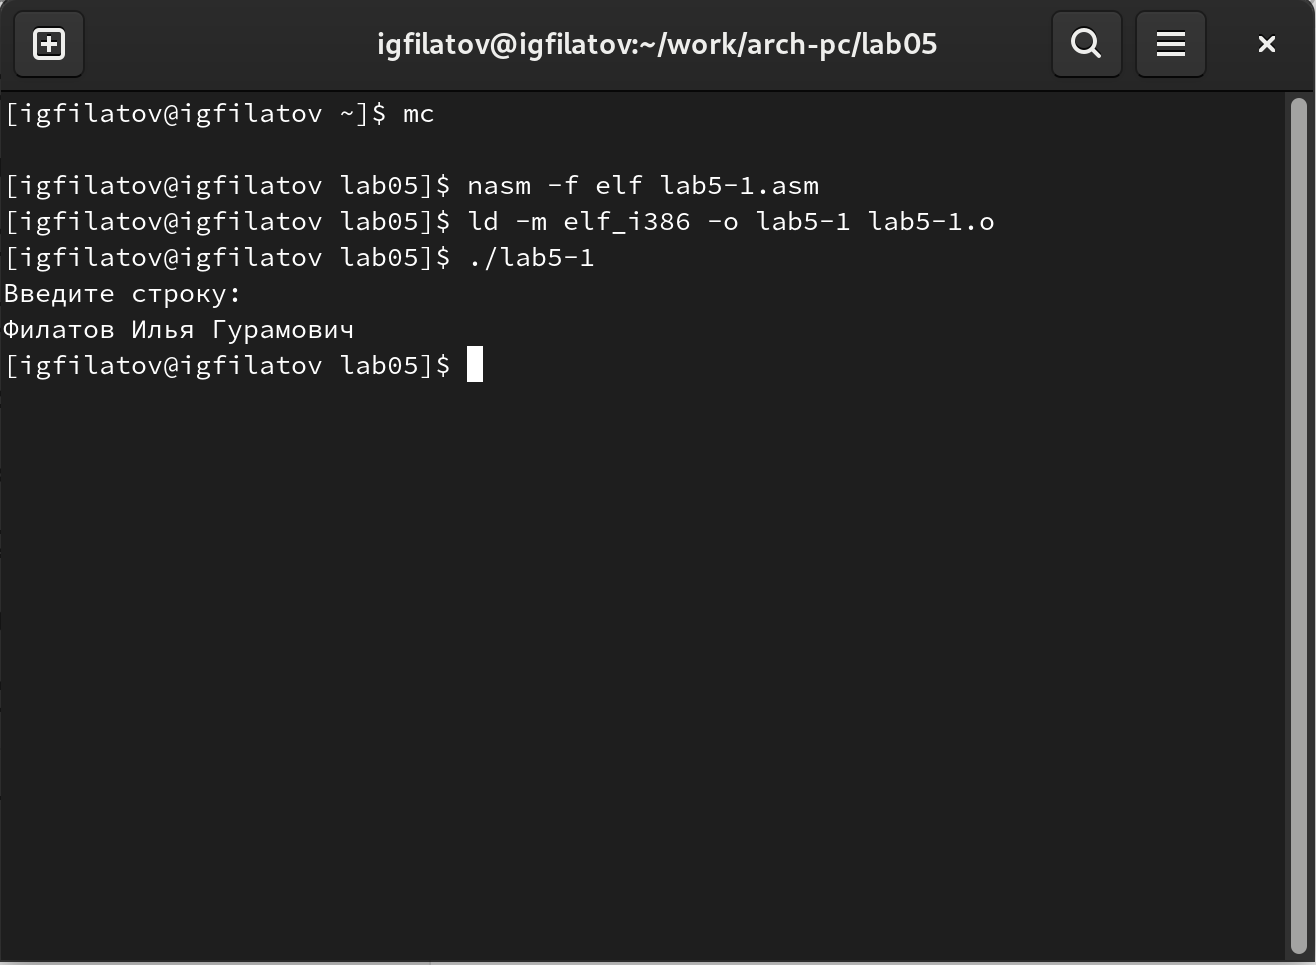 igfilatov@igfilatov:~/work/arch-pc/lab05
[igfilatov@igfilatov ~]$ mc
[igfilatov@igfilatov lab05]$ nasm -f elf lab5-1.asm
[igfilatov@igfilatov lab05]$ ld -m elf_i386 -o lab5-1 lab5-1.o
[igfilatov@igfilatov lab05]$ ./lab5-1
Введите строку:
Филатов Илья Гурамович
[igfilatov@igfilatov lab05]$